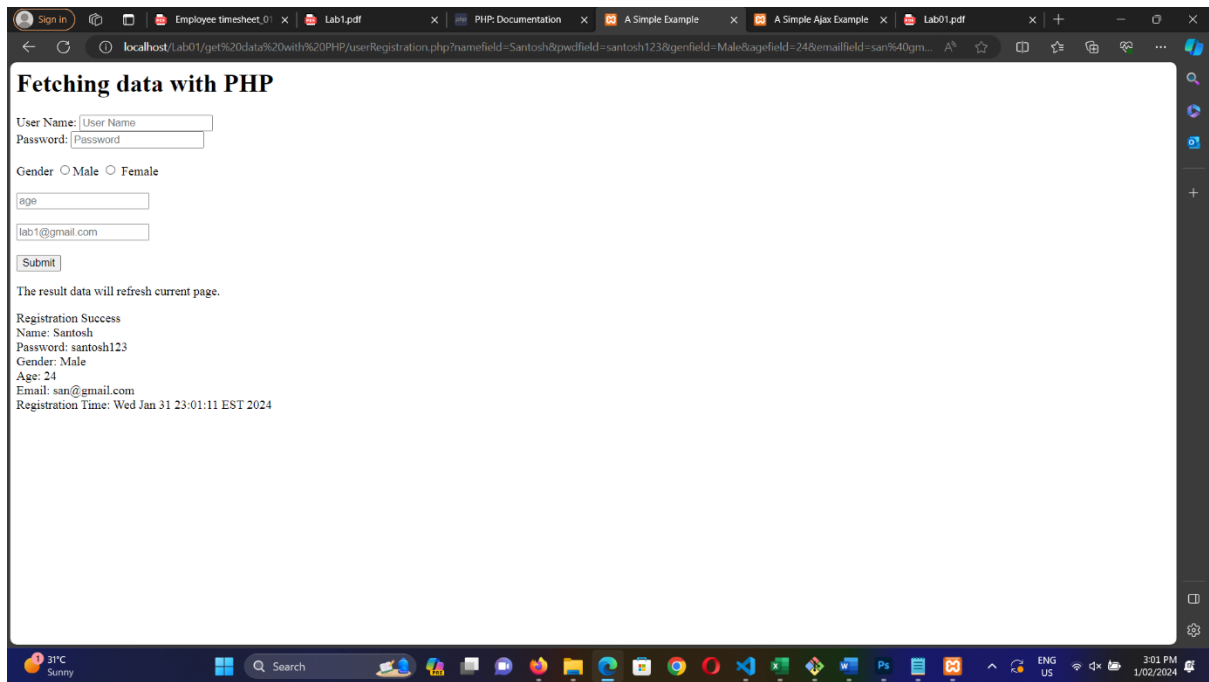 Sign in
Employee timesheet_01
Lab1.pdf
PHP: Documentation
A Simple Example
A Simple Ajax Example
Lab01.pdf
localhost/Lab01/get%20data%20with%20PHP/userRegistration.php?namefield=Santosh&pwdfield=santosh123&genfield=Male&agefield=24&emailfield=san%40gm...
Fetching data with PHP
User Name: User Name
Password: Password
Gender Male Female
age
lab1@gmail.com
Submit
The result data will refresh current page.
Registration Success
Name: Santosh
Password: santosh123
Gender: Male
Age: 24
Email: san@gmail.com
Registration Time: Wed Jan 31 23:01:11 EST 2024
1
31°C
Sunny
Search
ENG
US
3:01 PM
1/02/2024